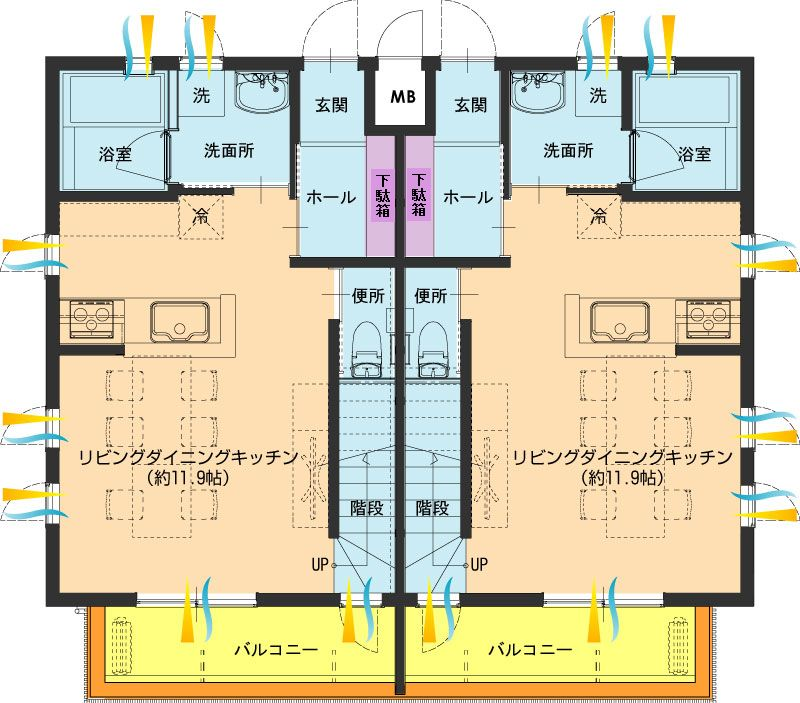 MB
玄関
玄関
洗
洗
浴室
洗面所
洗面所
浴室
下駄箱
下駄箱
ホール
ホール
冷
冷
便所
便所
リビングダイニングキッチン
(約11.9帖)
リビングダイニングキッチン
(約11.9帖)
階段
階段
UP
UP
バルコニー
バルコニー